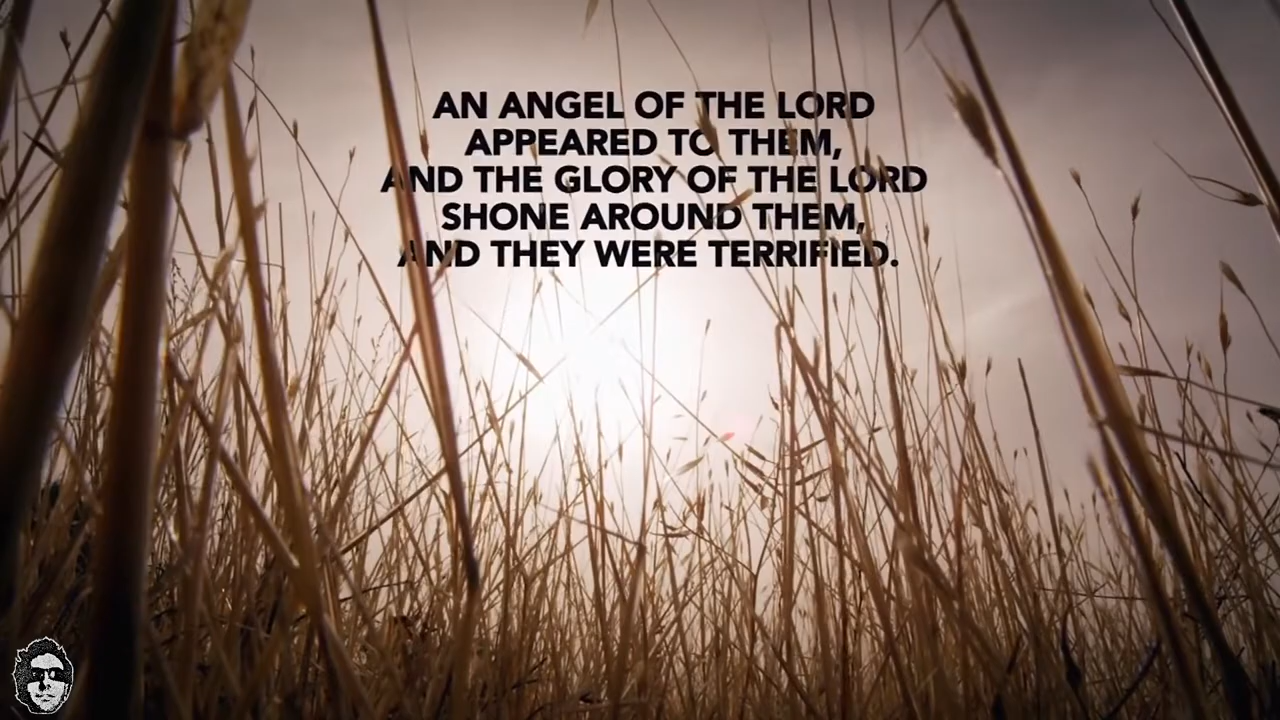 AN ANGEL OF THE LORD
APPEARED TO THEM,
AND THE GLORY OF THE LORD
SHONE AROUND THEM,
AND THEY WERE TERRIFIED.